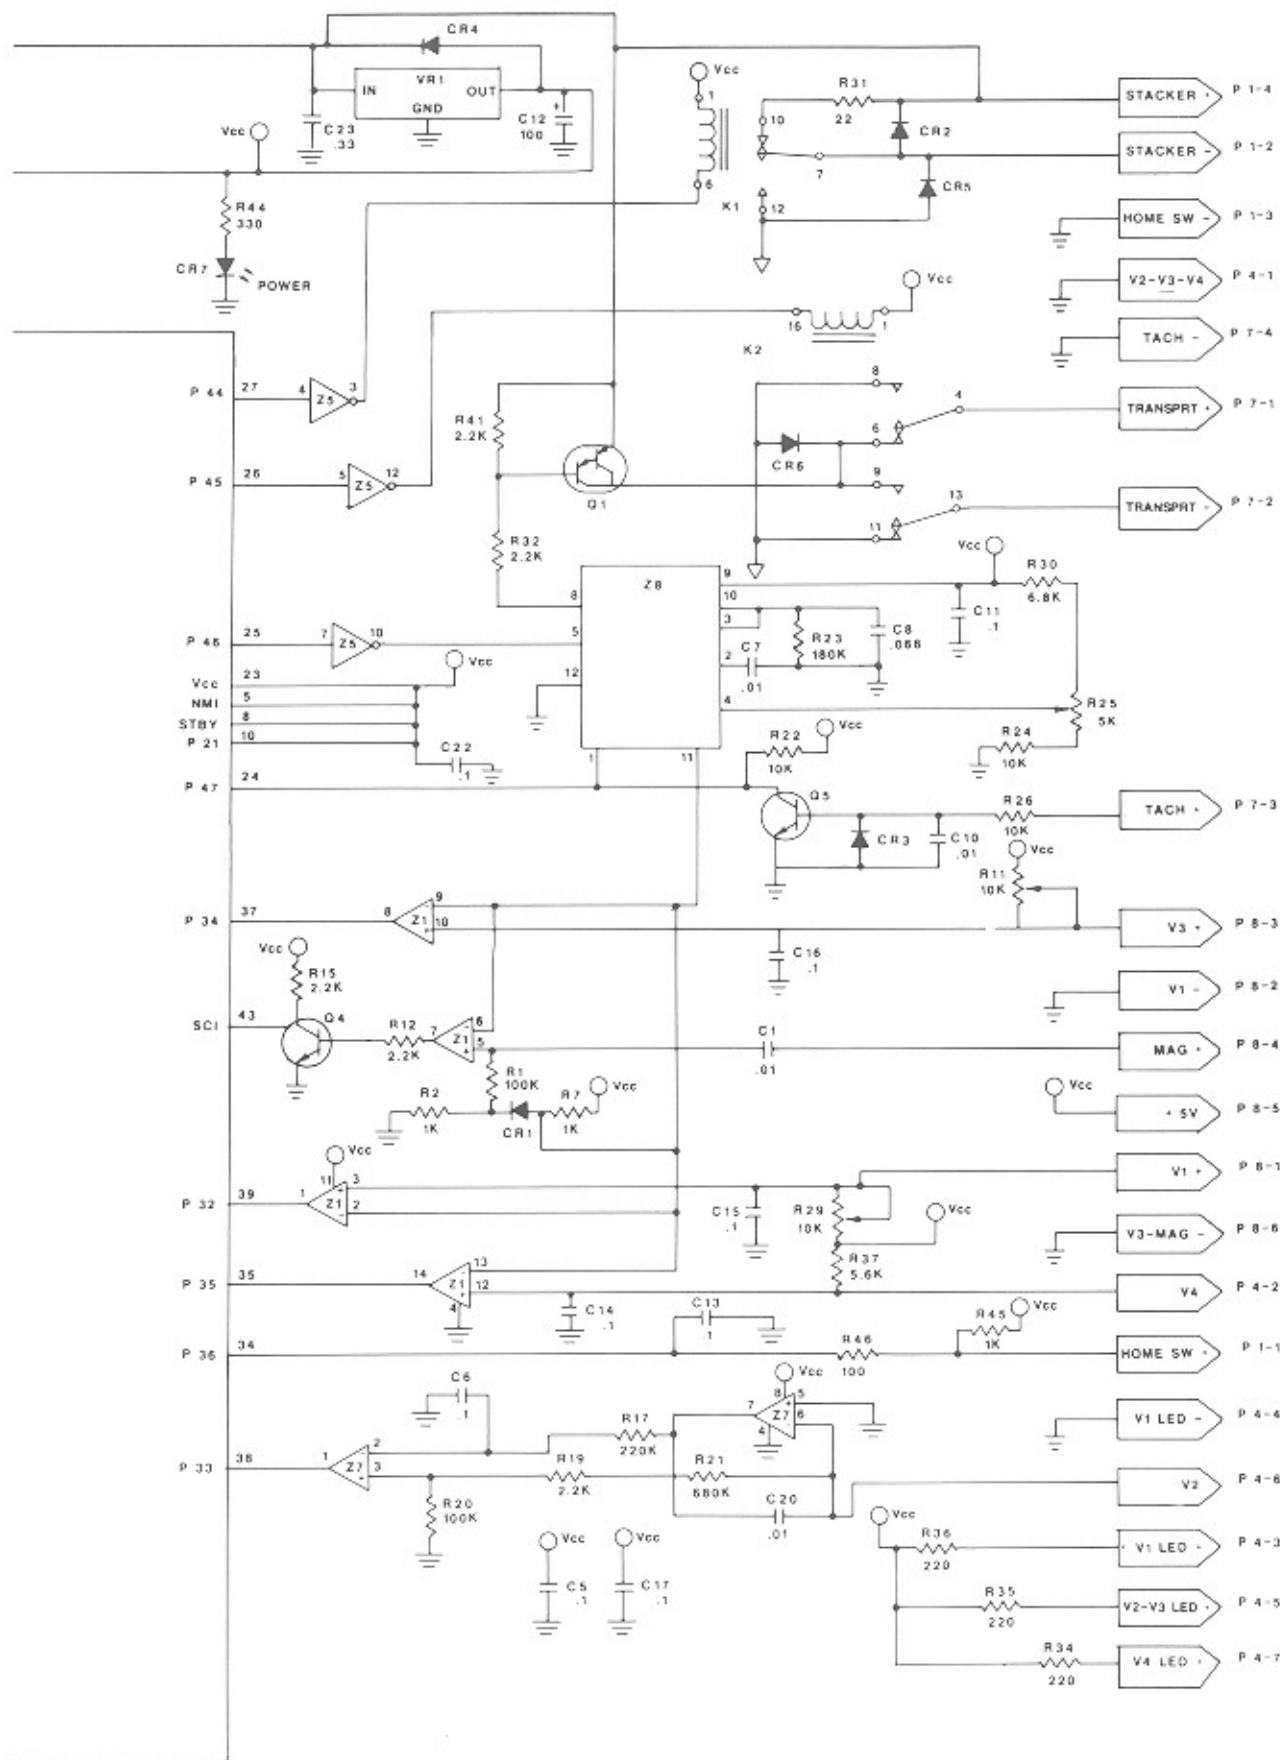 CR4
VR1
IN
OUT
GND
C23
.33
+
C12
100
Vcc
Vcc
1
6
K1
R31
22
10
7
12
CR2
CR5
STACKER +
P 1-4
STACKER -
P 1-2
HOME SW -
P 1-3
V2-V3-V4
P 4-1
TACH -
P 7-4
R44
330
CR7
POWER
Vcc
16
1
K2
P 44
27
4
Z5
3
P 45
26
5
Z5
12
R41
2.2K
Q1
R32
2.2K
8
4
6
CR6
9
13
11
TRANSPRT +
P 7-1
TRANSPRT -
P 7-2
Z8
8
5
12
1
11
9
10
3
2
4
Vcc
R30
6.8K
C11
.1
R23
180K
C8
.068
C7
.01
R25
5K
R24
10K
P 46
25
7
Z5
10
Vcc
Vcc
23
NMI
5
STBY
8
P 21
10
C22
.1
R22
10K
Vcc
P 47
24
Q5
CR3
C10
.01
R26
10K
TACH +
P 7-3
Vcc
R11
10K
P 34
37
8
Z1
9
10
+
C16
.1
V3 +
P 8-3
V1 -
P 8-2
Vcc
R15
2.2K
SCI
43
Q4
R12
2.2K
7
Z1
6
5
-
+
C1
.01
MAG +
P 8-4
R1
100K
R2
1K
CR1
R7
1K
Vcc
Vcc
+ 5V
P 8-5
Vcc
P 32
39
1
Z1
11
3
2
+
-
C15
.1
R29
10K
Vcc
R37
5.6K
V1 +
P 8-1
V3-MAG -
P 8-6
P 35
35
14
Z1
13
12
4
-
+
C14
.1
V4
P 4-2
P 36
34
C13
.1
R46
100
R45
1K
Vcc
HOME SW +
P 1-1
C6
.1
R17
220K
7
Z7
8
5
6
4
+
-
Vcc
V1 LED -
P 4-4
P 33
38
1
Z7
2
3
R19
2.2K
R21
680K
C20
.01
V2
P 4-6
R20
100K
Vcc
C5
.1
Vcc
C17
.1
Vcc
R36
220
V1 LED +
P 4-3
R35
220
V2-V3 LED +
P 4-5
R34
220
V4 LED +
P 4-7